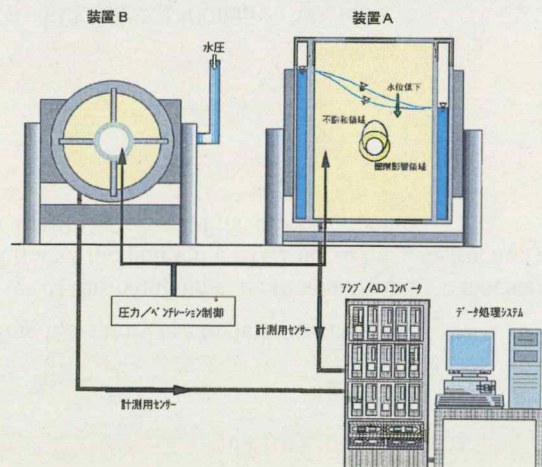 装置B
装置A
水圧
水位低下
不飽和領域
掘削影響領域
圧力/ベンチレーション制御
アンプ/ADコンバータ
データ処理システム
計測用センサー
計測用センサー